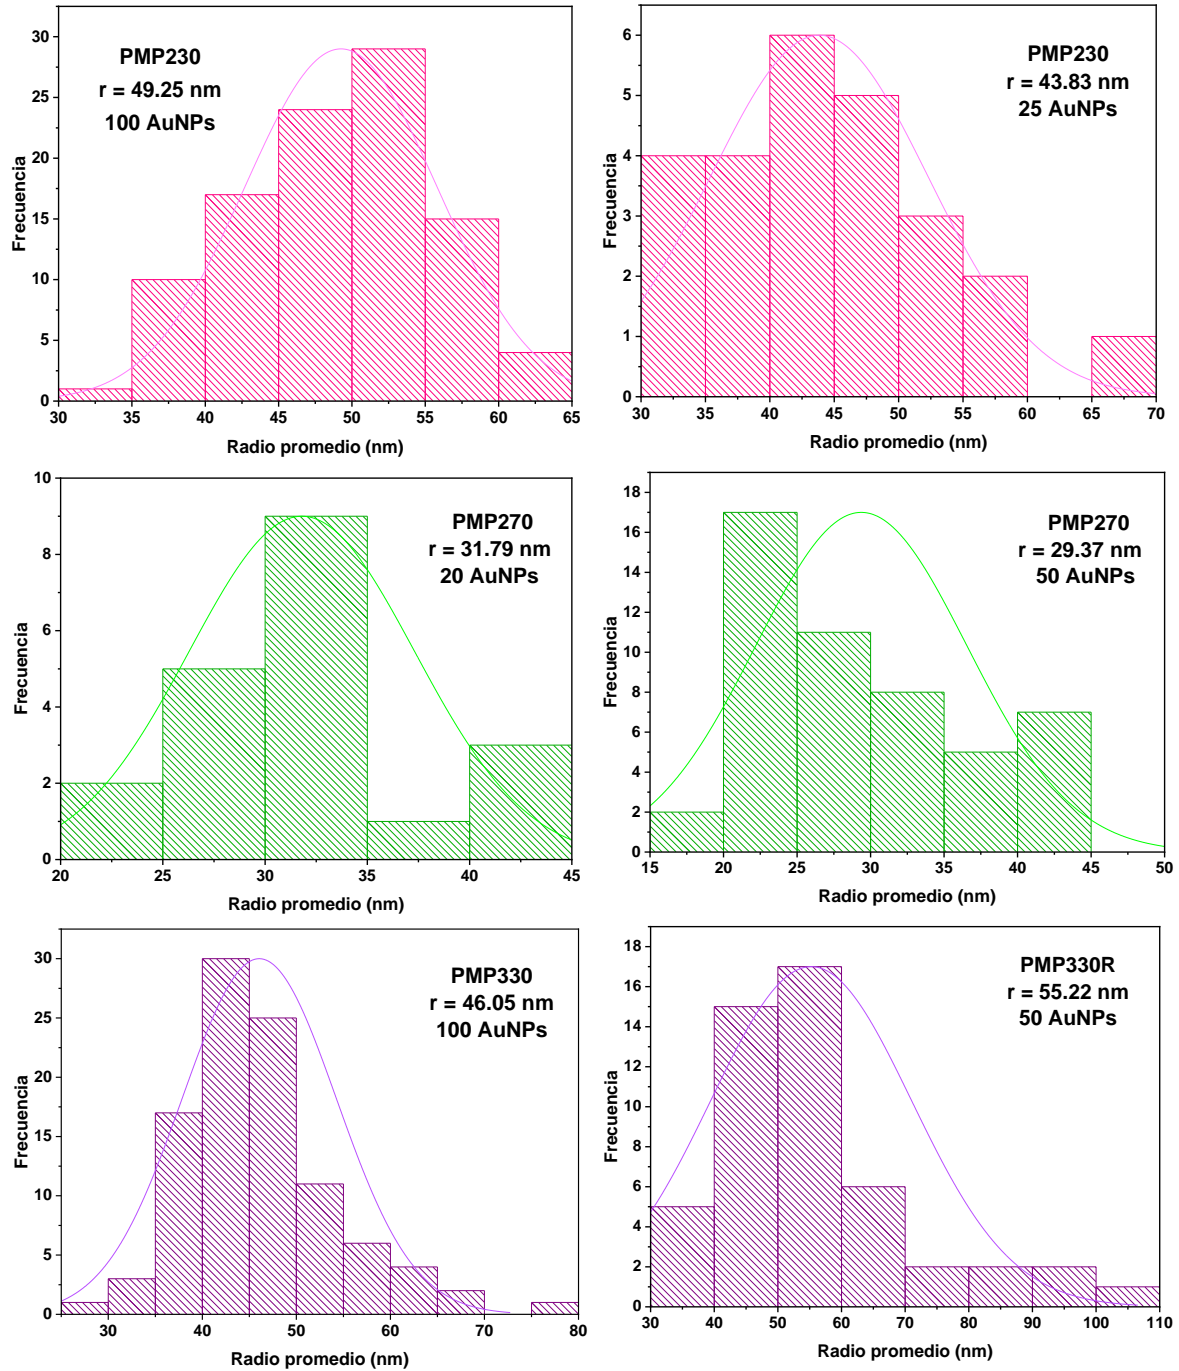 PMP230
r = 49.25 nm
100 AuNPs
Frecuencia
30
25
20
15
10
5
0
30 35 40 45 50 55 60 65
Radio promedio (nm)
PMP230
r = 43.83 nm
25 AuNPs
Frecuencia
6
5
4
3
2
1
0
30 35 40 45 50 55 60 65 70
Radio promedio (nm)
PMP270
r = 31.79 nm
20 AuNPs
Frecuencia
10
8
6
4
2
0
20 25 30 35 40 45
Radio promedio (nm)
PMP270
r = 29.37 nm
50 AuNPs
Frecuencia
18
16
14
12
10
8
6
4
2
0
15 20 25 30 35 40 45 50
Radio promedio (nm)
PMP330
r = 46.05 nm
100 AuNPs
Frecuencia
30
25
20
15
10
5
0
30 40 50 60 70 80
Radio promedio (nm)
PMP330R
r = 55.22 nm
50 AuNPs
Frecuencia
18
16
14
12
10
8
6
4
2
0
30 40 50 60 70 80 90 100 110
Radio promedio (nm)